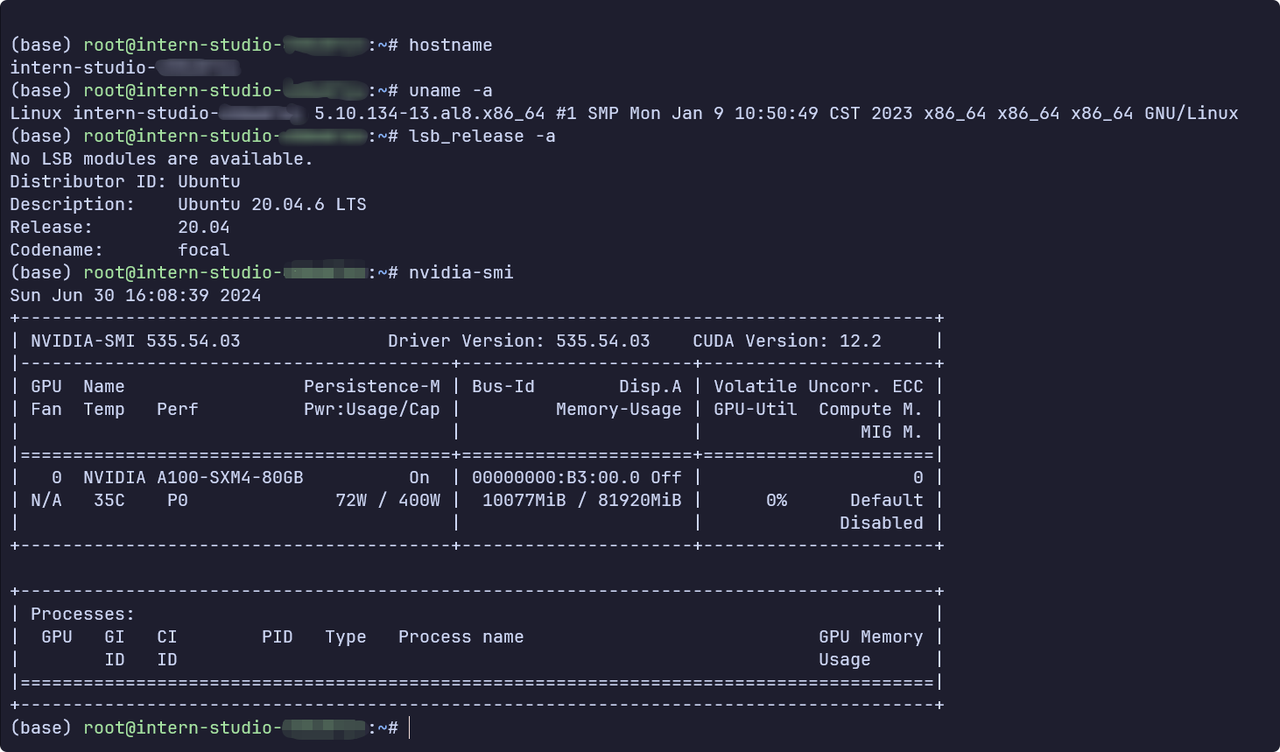 (base) root@intern-studio-:~# hostname
intern-studio-
(base) root@intern-studio-:~# uname -a
Linux intern-studio- 5.10.134-13.al8.x86_64 #1 SMP Mon Jan 9 10:50:49 CST 2023 x86_64 x86_64 x86_64 GNU/Linux
(base) root@intern-studio-:~# lsb_release -a
No LSB modules are available.
Distributor ID: Ubuntu
Description:    Ubuntu 20.04.6 LTS
Release:        20.04
Codename:       focal
(base) root@intern-studio-:~# nvidia-smi
Sun Jun 30 16:08:39 2024
+---------------------------------------------------------------------------------------+
| NVIDIA-SMI 535.54.03              Driver Version: 535.54.03    CUDA Version: 12.2     |
|-----------------------------------------+----------------------+----------------------+
| GPU  Name                 Persistence-M | Bus-Id        Disp.A | Volatile Uncorr. ECC |
| Fan  Temp   Perf          Pwr:Usage/Cap |         Memory-Usage | GPU-Util  Compute M. |
|                                         |                      |               MIG M. |
|=========================================+======================+======================|
|   0  NVIDIA A100-SXM4-80GB          On  | 00000000:B3:00.0 Off |                    0 |
| N/A   35C    P0              72W / 400W |  10077MiB / 81920MiB |      0%      Default |
|                                         |                      |             Disabled |
+-----------------------------------------+----------------------+----------------------+

+---------------------------------------------------------------------------------------+
| Processes:                                                                            |
|  GPU   GI   CI        PID   Type   Process name                            GPU Memory |
|        ID   ID                                                             Usage      |
|=======================================================================================|
+---------------------------------------------------------------------------------------+
(base) root@intern-studio-:~#